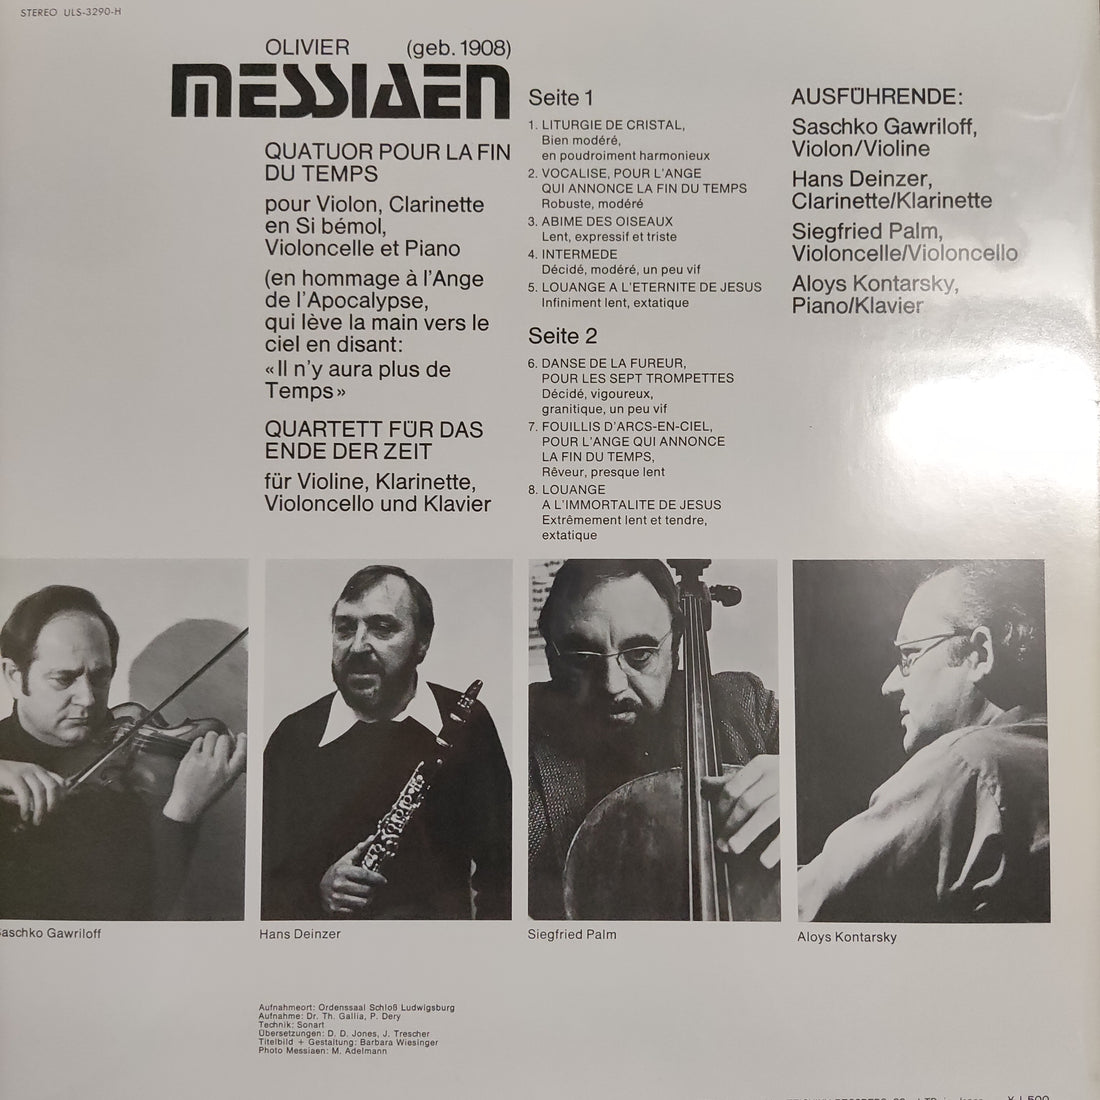 STEREO ULS-3290-H
OLIVIER (geb. 1908)
MESSIAEN
QUATUOR POUR LA FIN
DU TEMPS
pour Violon, Clarinette
en Si bémol,
Violoncelle et Piano
(en hommage à l'Ange
de l'Apocalypse,
qui lève la main vers le
ciel en disant:
«Il n'y aura plus de
Temps»
QUARTETT FÜR DAS
ENDE DER ZEIT
für Violine, Klarinette,
Violoncello und Klavier
Seite 1
1. LITURGIE DE CRISTAL,
Bien modéré,
en poudroiment harmonieux
2. VOCALISE, POUR L'ANGE
QUI ANNONCE LA FIN DU TEMPS
Robuste, modéré
3. ABIME DES OISEAUX
Lent, expressif et triste
4. INTERMEDE
Décidé, modéré, un peu vif
5. LOUANGE A L'ETERNITE DE JESUS
Infiniment lent, extatique
Seite 2
6. DANSE DE LA FUREUR,
POUR LES SEPT TROMPETTES
Décidé, vigoureux,
granitique, un peu vif
7. FOUILLIS D'ARCS-EN-CIEL,
POUR L'ANGE QUI ANNONCE
LA FIN DU TEMPS,
Rêveur, presque lent
8. LOUANGE
A L'IMMORTALITE DE JESUS
Extrêmement lent et tendre,
extatique
AUSFÜHRENDE:
Saschko Gawriloff,
Violon/Violine
Hans Deinzer,
Clarinette/Klarinette
Siegfried Palm,
Violoncelle/Violoncello
Aloys Kontarsky,
Piano/Klavier
Saschko Gawriloff
Hans Deinzer
Siegfried Palm
Aloys Kontarsky
Aufnahmeort: Ordenssaal Schloß Ludwigsburg
Aufnahme: Dr. Th. Gallia, P. Dery
Technik: Sonart
Übersetzungen: D. D. Jones, J. Trescher
Titelbild + Gestaltung: Barbara Wiesinger
Photo Messiaen: M. Adelmann